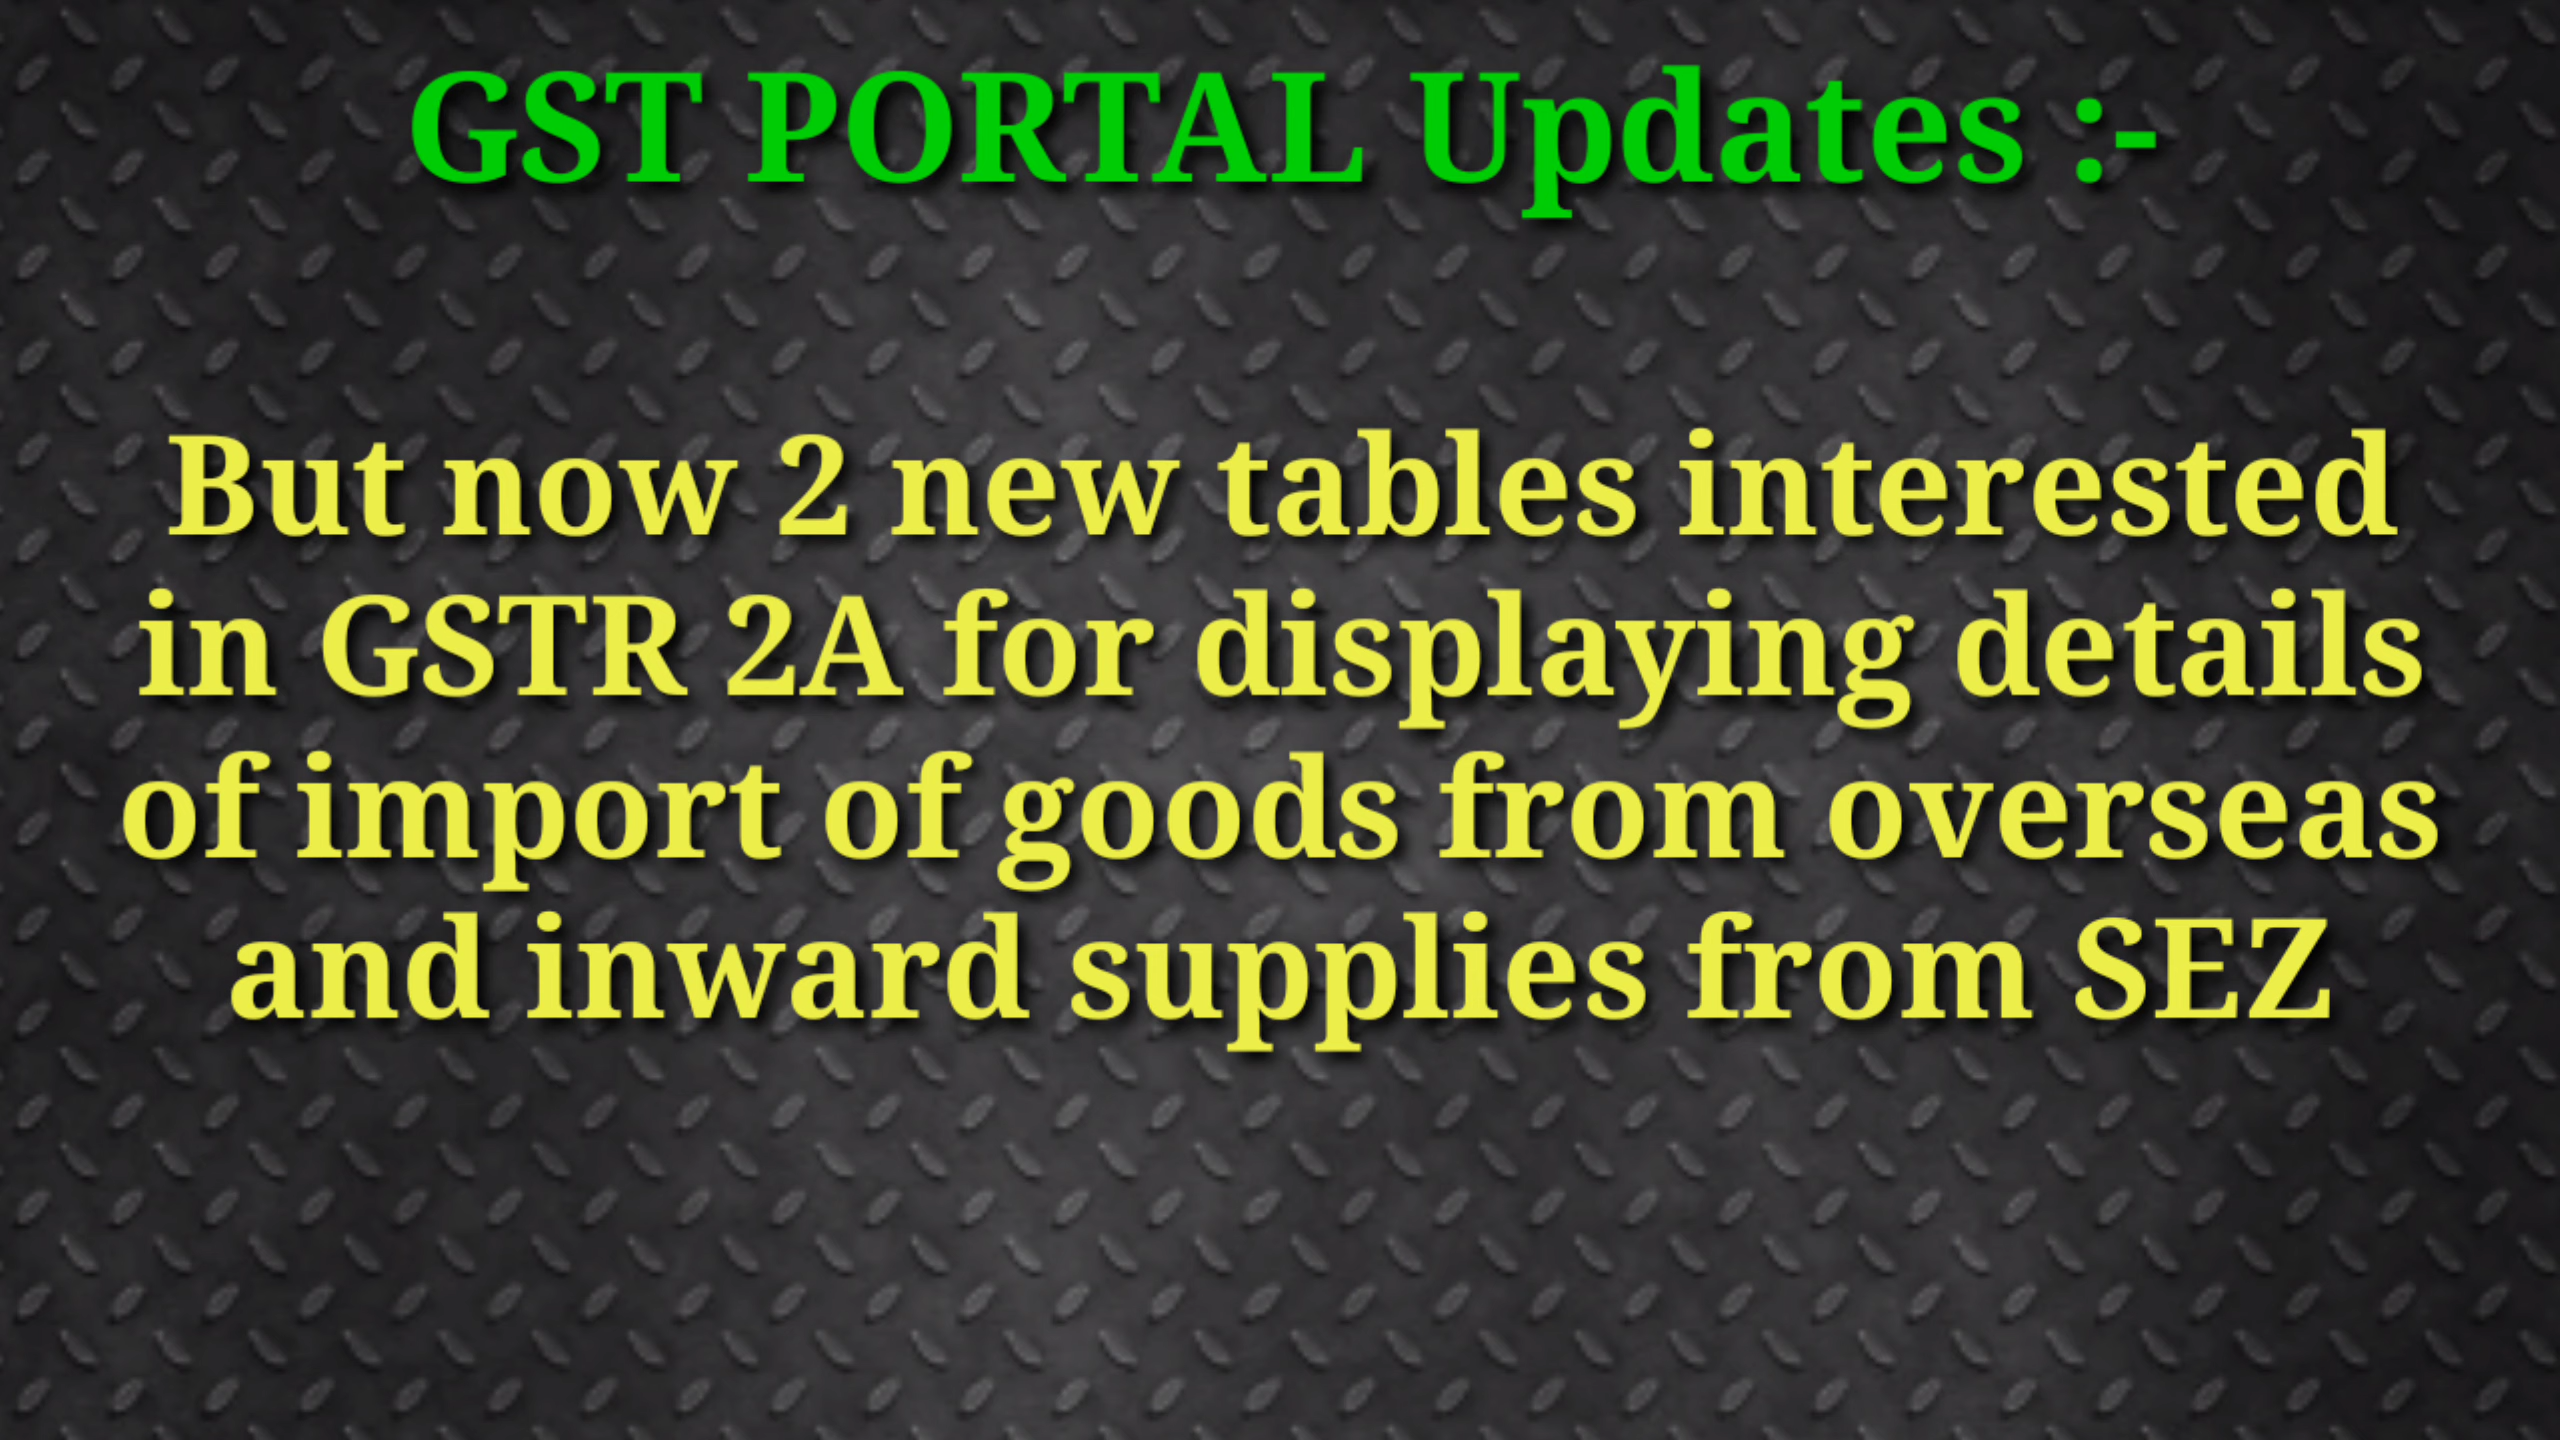 GST PORTAL Updates :-
But now 2 new tables interested
in GSTR 2A for displaying details
of import of goods from overseas
and inward supplies from SEZ